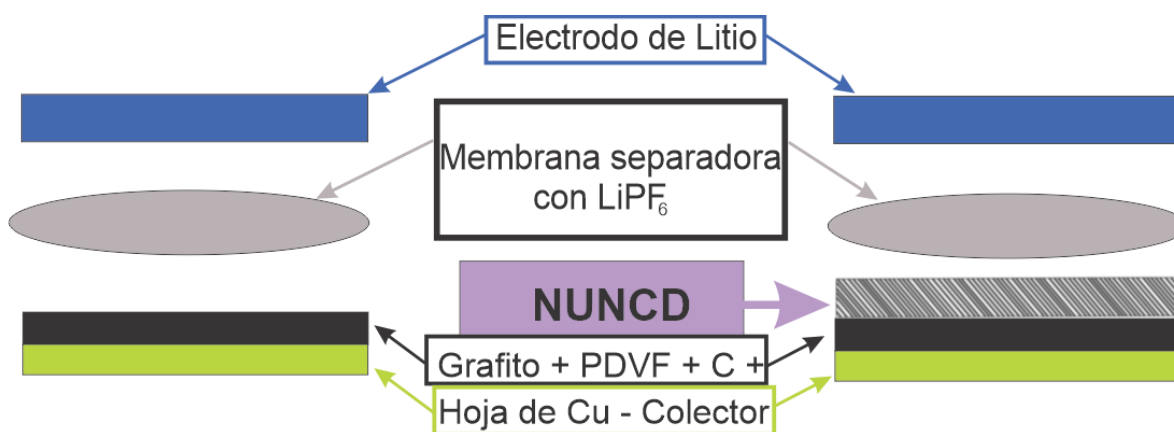 Electrodo de Litio
Membrana separadora
con LiPF₆
NUNCD
Grafito + PDVF + C +
Hoja de Cu - Colector